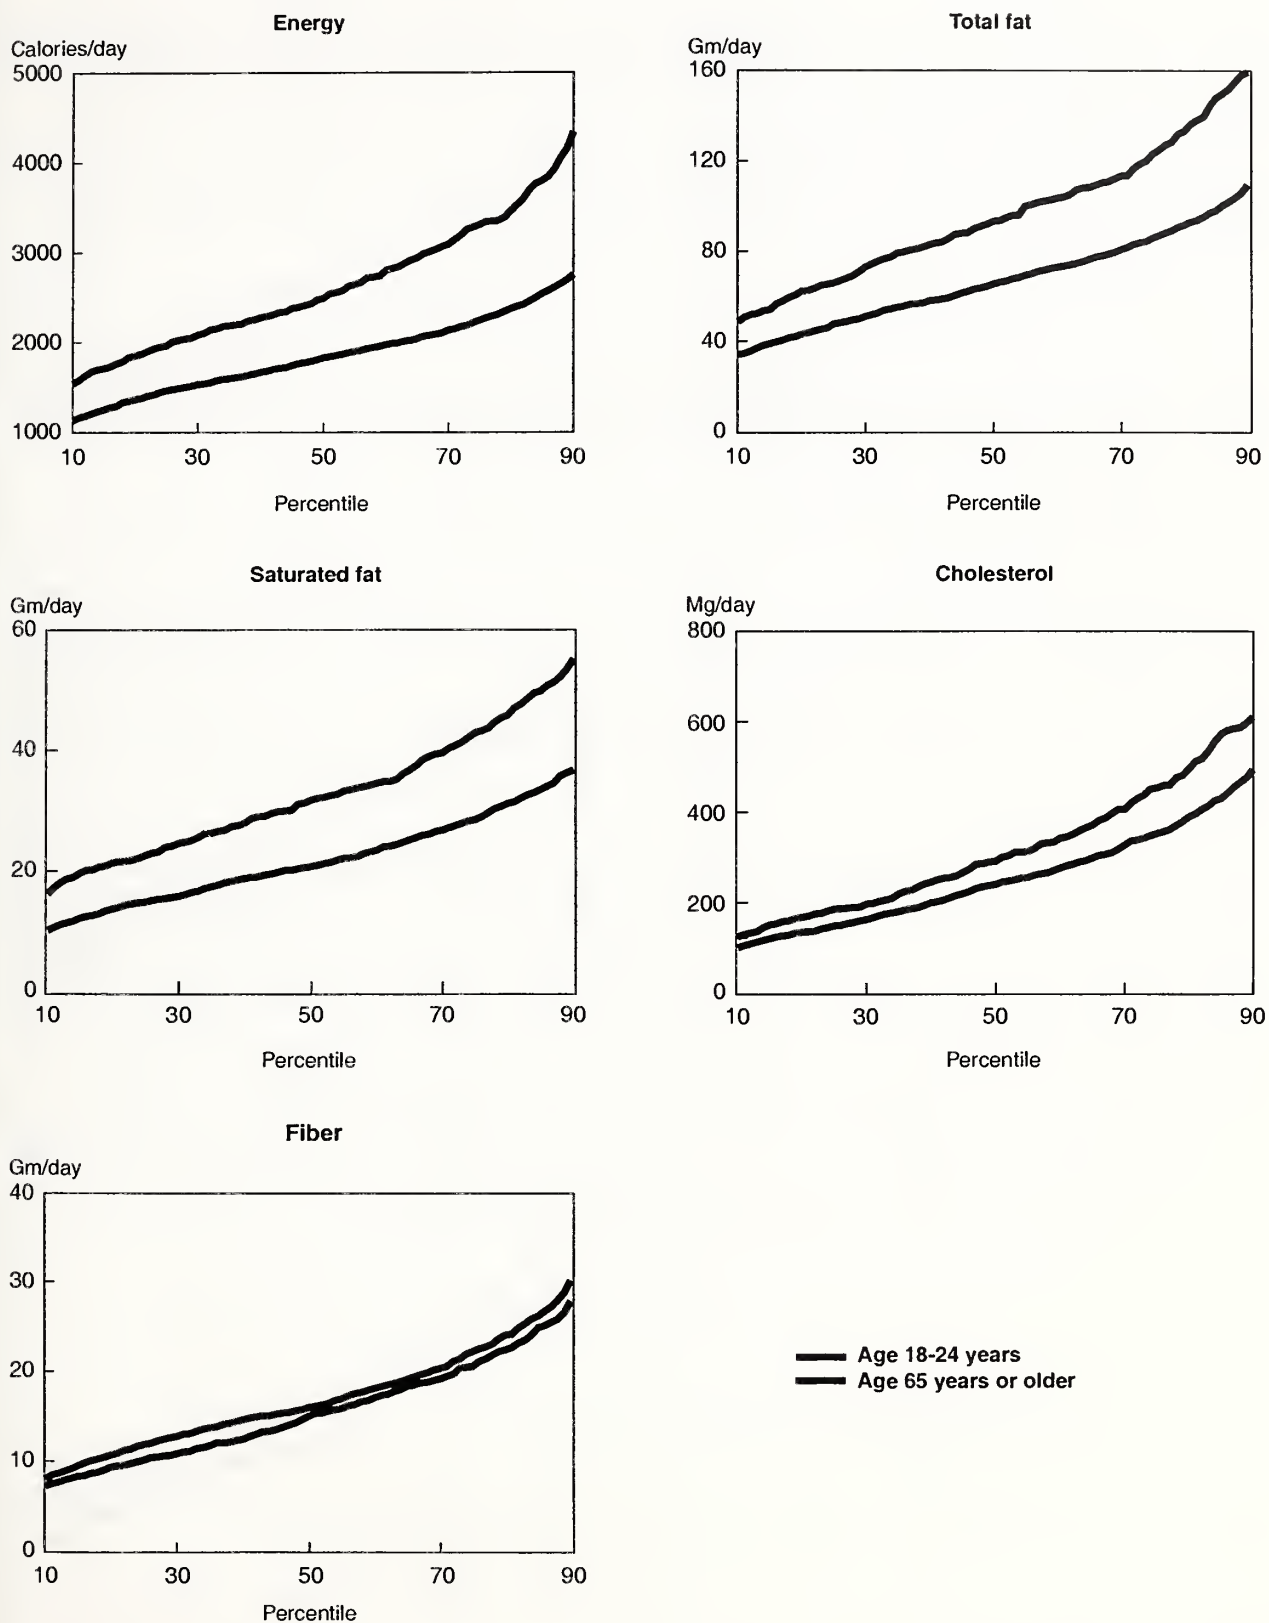 Energy
Calories/day
5000
4000
3000
2000
1000
10 30 50 70 90
Percentile
Total fat
Gm/day
160
120
80
40
0
10 30 50 70 90
Percentile
Saturated fat
Gm/day
60
40
20
0
10 30 50 70 90
Percentile
Cholesterol
Mg/day
800
600
400
200
0
10 30 50 70 90
Percentile
Fiber
Gm/day
40
30
20
10
0
10 30 50 70 90
Percentile
Age 18-24 years
Age 65 years or older